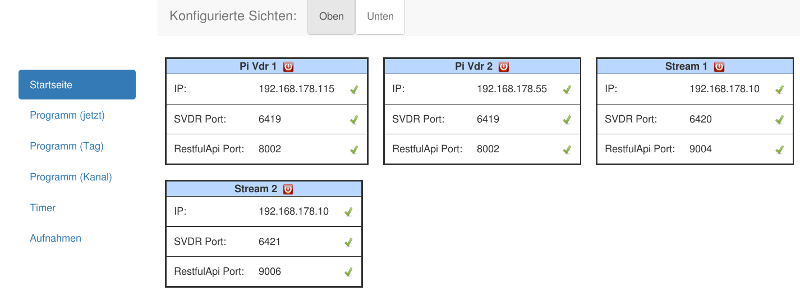 Konfigurierte Sichten: Oben Unten
Startseite
Programm (jetzt)
Programm (Tag)
Programm (Kanal)
Timer
Aufnahmen
Pi Vdr 1
IP: 192.168.178.115
SVDR Port: 6419
RestfulApi Port: 8002
Pi Vdr 2
IP: 192.168.178.55
SVDR Port: 6419
RestfulApi Port: 8002
Stream 1
IP: 192.168.178.10
SVDR Port: 6420
RestfulApi Port: 9004
Stream 2
IP: 192.168.178.10
SVDR Port: 6421
RestfulApi Port: 9006